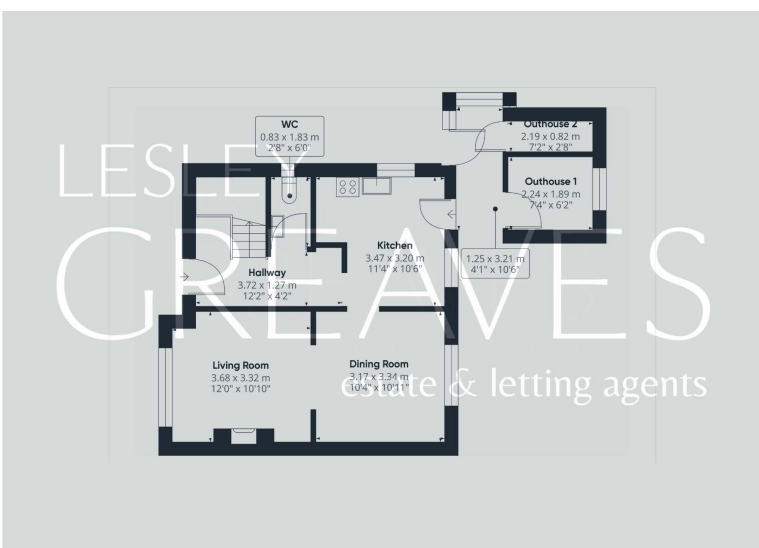 WC
0.83 x 1.83 m
2'8" x 6'0"
Outhouse 2
2.19 x 0.82 m
7'2" x 2'8"
Outhouse 1
2.24 x 1.89 m
7'4" x 6'2"
Kitchen
3.47 x 3.20 m
11'4" x 10'6"
1.25 x 3.21 m
4'1" x 10'6"
Hallway
3.72 x 1.27 m
12'2" x 4'2"
Living Room
3.68 x 3.32 m
12'0" x 10'10"
Dining Room
3.17 x 3.34 m
10'4" x 10'11"
LESLEY
GREAVES
estate & letting agents